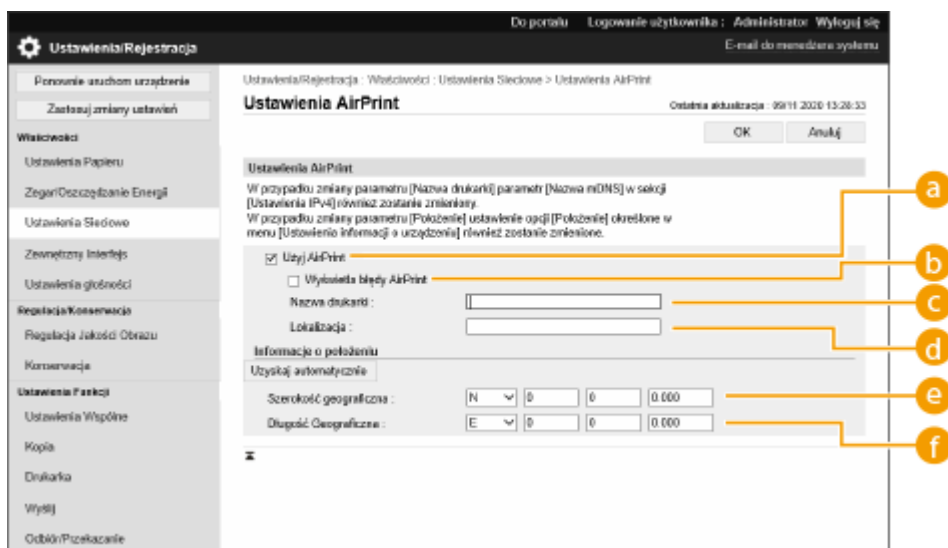 Do portalu Logowanie użytkownika : Administrator Wyloguj się
Ustawienia/Rejestracja
E-mail do menedżera systemu
Ponownie uruchom urządzenie
Zastosuj zmiany ustawień
Właściwości
Ustawienia Papieru
Zegar/Oszczędzanie Energii
Ustawienia Sieciowe
Zewnętrzny Interfejs
Ustawienia głośności
Regulacja/Konserwacja
Regulacja Jakości Obrazu
Konserwacja
Ustawienia Funkcji
Ustawienia Wspólne
Kopia
Drukarka
Wyślij
Odbiór/Przekazanie
Ustawienia/Rejestracja : Właściwości : Ustawienia Sieciowe > Ustawienia AirPrint
Ustawienia AirPrint
Ostatnia aktualizacja : 09/11 2020 13:28:33
OK Anuluj
Ustawienia AirPrint
W przypadku zmiany parametru [Nazwa drukarki] parametr [Nazwa mDNS] w sekcji
[Ustawienia IPv4] również zostanie zmieniony.
W przypadku zmiany parametru [Położenie] ustawienie opcji [Położenie] określone w
menu [Ustawienia informacji o urządzeniu] również zostanie zmienione.
Użyj AirPrint
a
Wyświetla błędy AirPrint
b
Nazwa drukarki :
c
Lokalizacja :
d
Informacje o położeniu
Uzyskaj automatycznie
Szerokość geograficzna : N 0 0 0.000
e
Długość Geograficzna : E 0 0 0.000
f